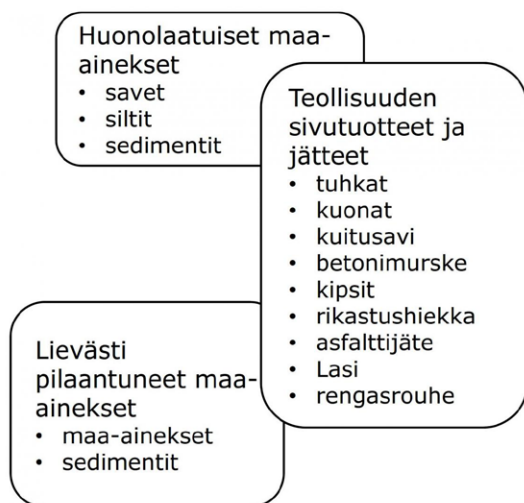 Huonolaatuiset maa-
ainekset
• savet
• siltit
• sedimentit
Teollisuuden
sivutuotteet ja
jätteet
• tuhkat
• kuonat
• kuitusavi
• betonimurske
• kipsit
• rikastushiekka
• asfalttijäte
• Lasi
• rengasrouhe
Lievästi
pilaantuneet maa-
ainekset
• maa-ainekset
• sedimentit